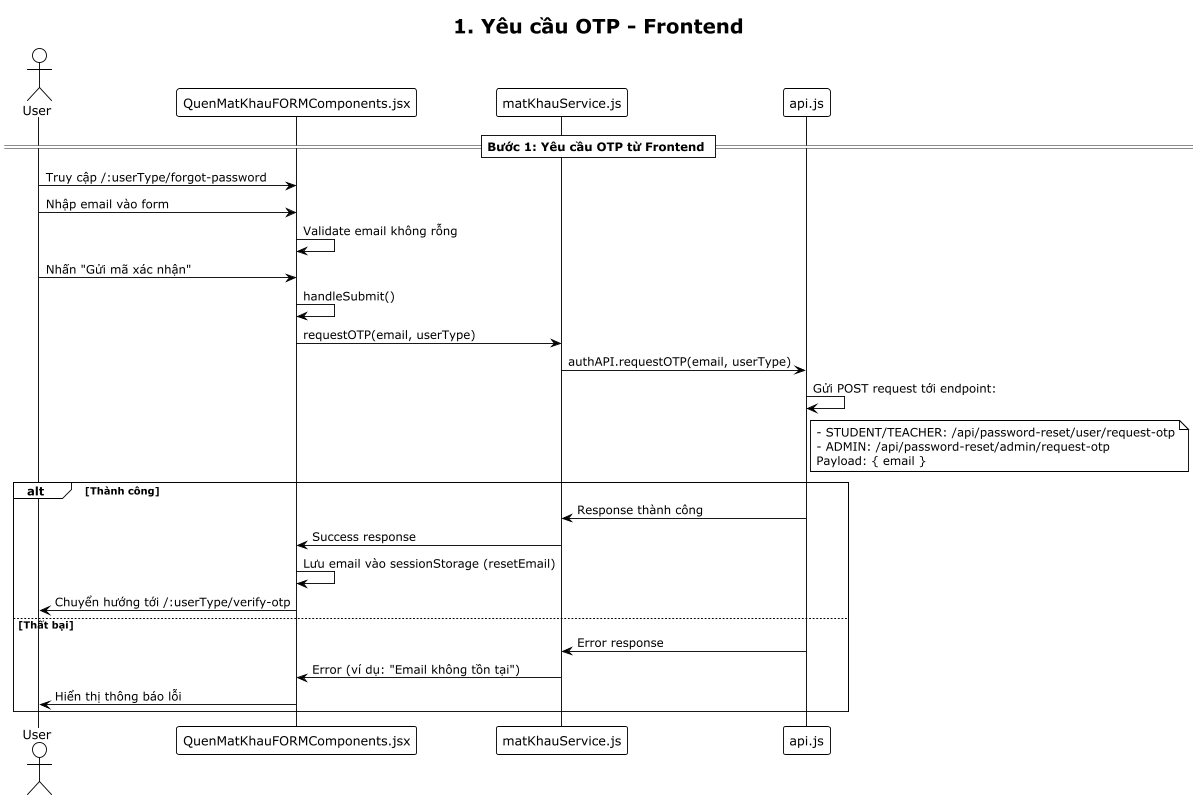 1. Yêu cầu OTP - Frontend
User
QuenMatKhauFORMComponents.jsx
matKhauService.js
api.js
Bước 1: Yêu cầu OTP từ Frontend
Truy cập /:userType/forgot-password
Nhập email vào form
Validate email không rỗng
Nhấn "Gửi mã xác nhận"
handleSubmit()
requestOTP(email, userType)
authAPI.requestOTP(email, userType)
Gửi POST request tới endpoint:
- STUDENT/TEACHER: /api/password-reset/user/request-otp
- ADMIN: /api/password-reset/admin/request-otp
Payload: { email }
alt
[Thành công]
Response thành công
Success response
Lưu email vào sessionStorage (resetEmail)
Chuyển hướng tới /:userType/verify-otp
[Thất bại]
Error response
Error (ví dụ: "Email không tồn tại")
Hiển thị thông báo lỗi
User
QuenMatKhauFORMComponents.jsx
matKhauService.js
api.js